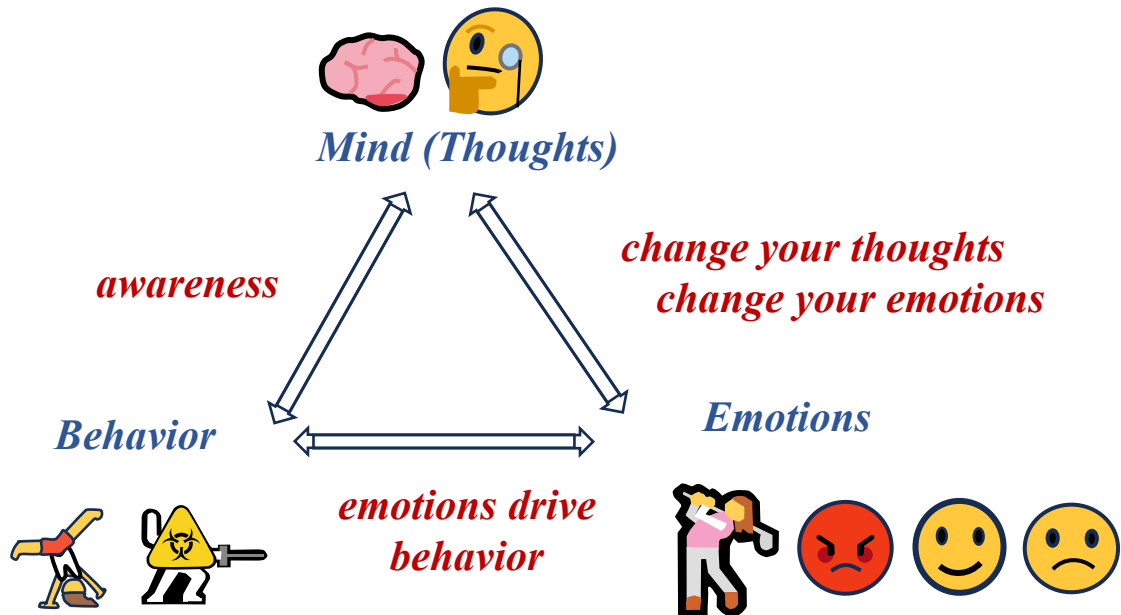 Mind (Thoughts)
awareness
change your thoughts
change your emotions
Behavior
Emotions
emotions drive
behavior